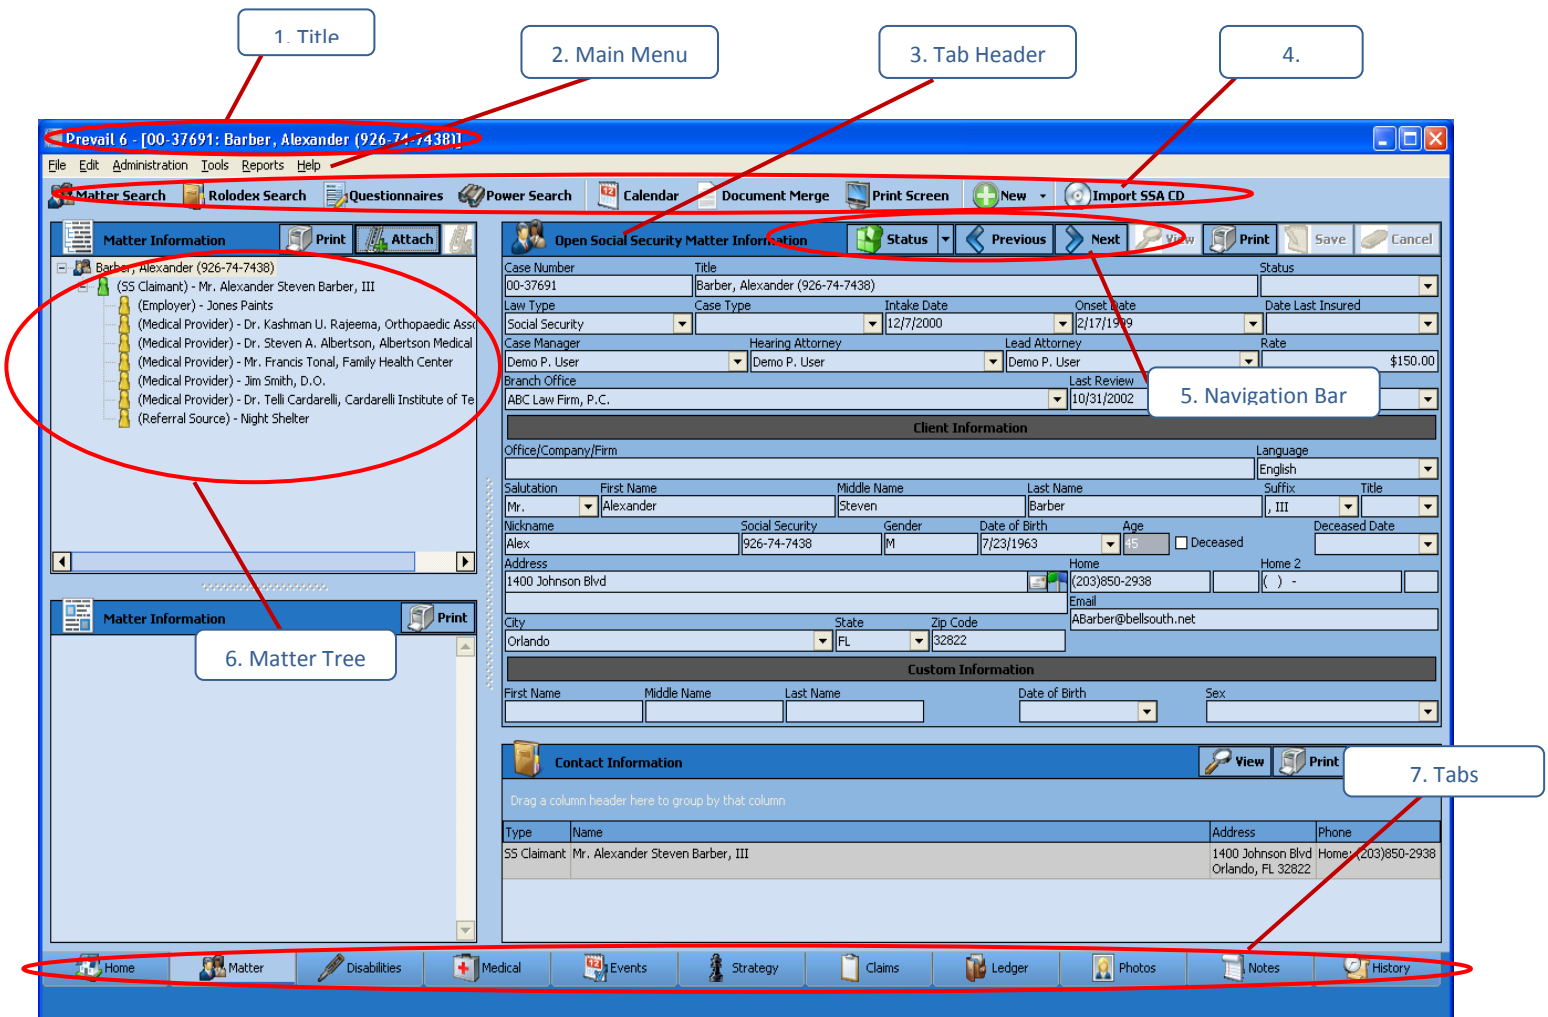 1. Title
2. Main Menu
3. Tab Header
4.
Prevail 6 - [00-37691: Barber, Alexander (926-74-7438)]
File Edit Administration Tools Reports Help
Matter Search Rolodex Search Questionnaires Power Search Calendar Document Merge Print Screen New Import SSA CD
Matter Information Print Attach
Barber, Alexander (926-74-7438)
(SS Claimant) - Mr. Alexander Steven Barber, III
(Employer) - Jones Paints
(Medical Provider) - Dr. Kashman U. Rajeema, Orthopaedic Asso
(Medical Provider) - Dr. Steven A. Albertson, Albertson Medical
(Medical Provider) - Mr. Francis Tonal, Family Health Center
(Medical Provider) - Jim Smith, D.O.
(Medical Provider) - Dr. Telli Cardarelli, Cardarelli Institute of Te
(Referral Source) - Night Shelter
Matter Information Print
6. Matter Tree
Open Social Security Matter Information Status Previous Next View Print Save Cancel
Case Number Title Status
00-37691 Barber, Alexander (926-74-7438)
Law Type Case Type Intake Date Onset Date Date Last Insured
Social Security 12/7/2000 2/17/1999
Case Manager Hearing Attorney Lead Attorney Rate
Demo P. User Demo P. User Demo P. User $150.00
Branch Office Last Review
ABC Law Firm, P.C. 10/31/2002
5. Navigation Bar
Client Information
Office/Company/Firm Language
English
Salutation First Name Middle Name Last Name Suffix Title
Mr. Alexander Steven Barber , III
Nickname Social Security Gender Date of Birth Age Deceased Date
Alex 926-74-7438 M 7/23/1963 45 Deceased
Address Home Home 2
1400 Johnson Blvd (203)850-2938 ( ) -
Email
ABarber@bellsouth.net
City State Zip Code
Orlando FL 32822
Custom Information
First Name Middle Name Last Name Date of Birth Sex
Contact Information View Print
7. Tabs
Drag a column header here to group by that column
Type Name Address Phone
SS Claimant Mr. Alexander Steven Barber, III 1400 Johnson Blvd Home: (203)850-2938
Orlando, FL 32822
Home Matter Disabilities Medical Events Strategy Claims Ledger Photos Notes History